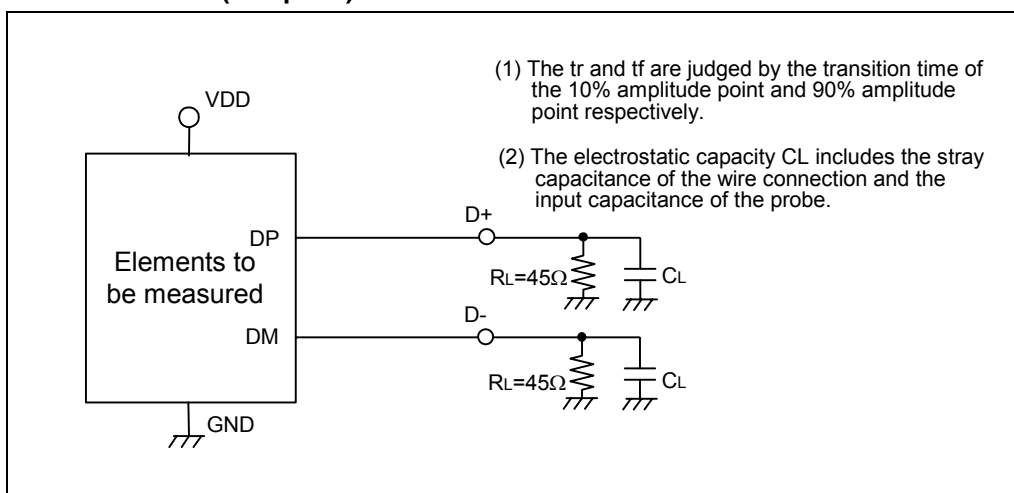 (1) The tr and tf are judged by the transition time of
the 10% amplitude point and 90% amplitude
point respectively.
(2) The electrostatic capacity CL includes the stray
capacitance of the wire connection and the
input capacitance of the probe.
VDD
DP
Elements to
be measured
DM
GND
D+
RL=45Ω
CL
D-
RL=45Ω
CL